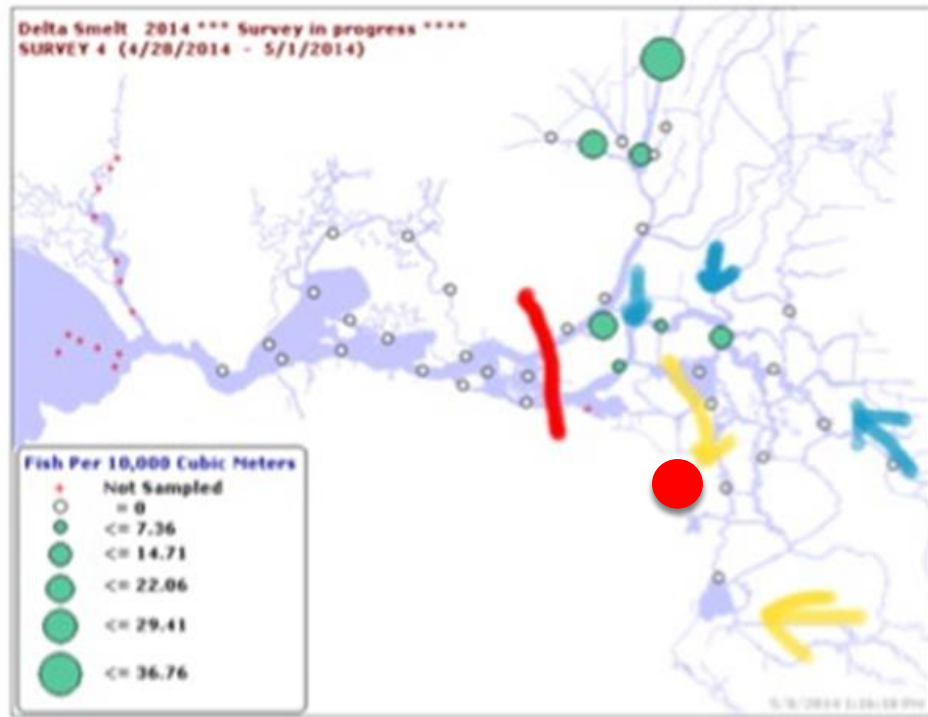 Delta Smelt 2014 *** Survey in progress ****
SURVEY 4 (4/28/2014 - 5/1/2014)
Fish Per 10,000 Cubic Meters
Not Sampled
= 0
<= 7.36
<= 14.71
<= 22.06
<= 29.41
<= 36.76